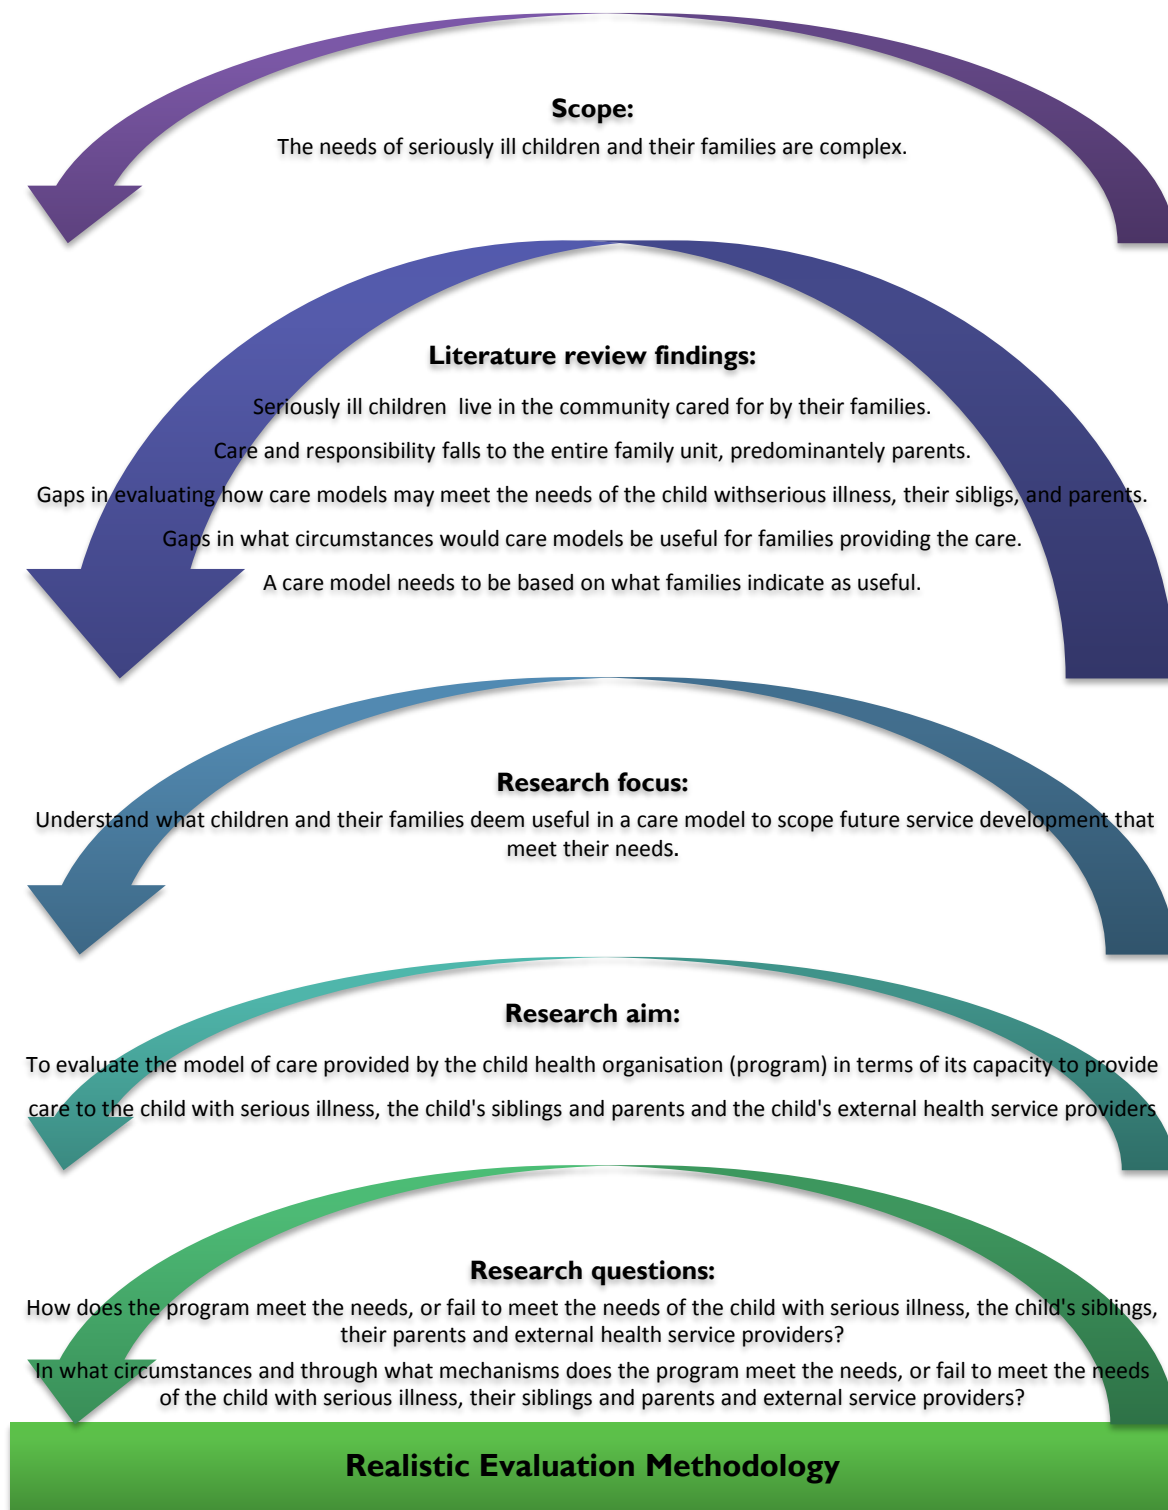 Scope:
The needs of seriously ill children and their families are complex.
Literature review findings:
Seriously ill children  live in the community cared for by their families.
Care and responsibility falls to the entire family unit, predominantely parents.
Gaps in evaluating how care models may meet the needs of the child withserious illness, their sibligs, and parents.
Gaps in what circumstances would care models be useful for families providing the care.
A care model needs to be based on what families indicate as useful.
Research focus:
Understand what children and their families deem useful in a care model to scope future service development that
meet their needs.
Research aim:
To evaluate the model of care provided by the child health organisation (program) in terms of its capacity to provide
care to the child with serious illness, the child's siblings and parents and the child's external health service providers
Research questions:
How does the program meet the needs, or fail to meet the needs of the child with serious illness, the child's siblings,
their parents and external health service providers?
In what circumstances and through what mechanisms does the program meet the needs, or fail to meet the needs
of the child with serious illness, their siblings and parents and external service providers?
Realistic Evaluation Methodology